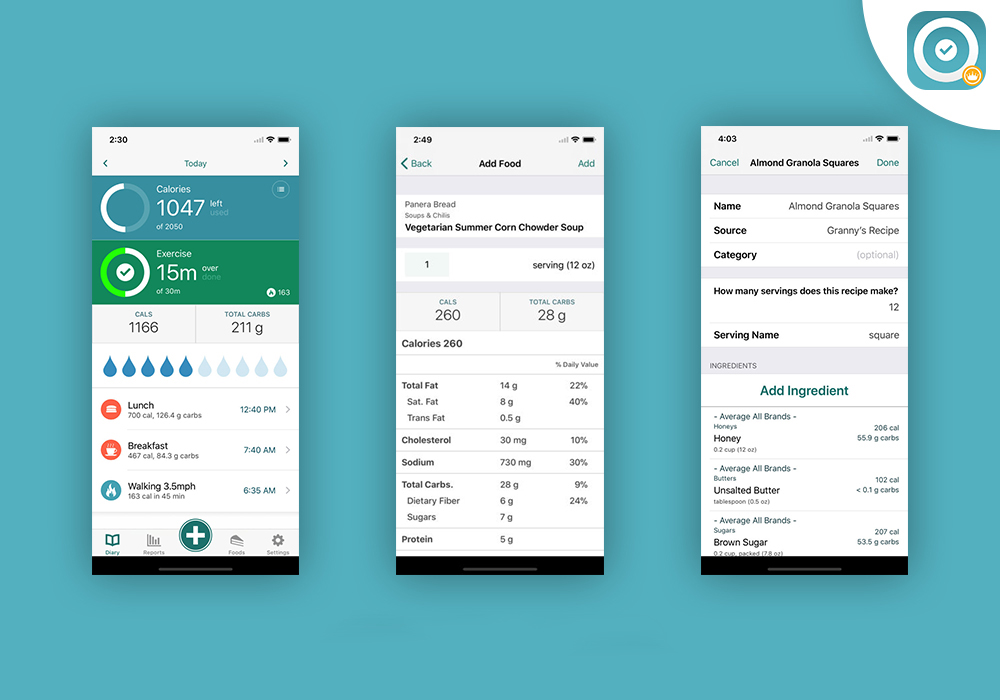 2:30
Today
Calories
1047 left
used
of 2050
Exercise
15m over
done
of 30m
163
CALS TOTAL CARBS
1166 211 g
Lunch
700 cal, 126.4 g carbs
12:40 PM
Breakfast
467 cal, 84.3 g carbs
7:40 AM
Walking 3.5mph
163 cal in 45 min
6:35 AM
Diary Reports Foods Settings
2:49
Back Add Food Add
Panera Bread
Soups & Chilis
Vegetarian Summer Corn Chowder Soup
1 serving (12 oz)
CALS TOTAL CARBS
260 28 g
Calories 260
% Daily Value
Total Fat 14 g 22%
Sat. Fat 8 g 40%
Trans Fat 0.5 g
Cholesterol 30 mg 10%
Sodium 730 mg 30%
Total Carbs. 28 g 9%
Dietary Fiber 6 g 24%
Sugars 7 g
Protein 5 g
4:03
Cancel Almond Granola Squares Done
Name Almond Granola Squares
Source Granny's Recipe
Category (optional)
How many servings does this recipe make?
12
Serving Name square
INGREDIENTS
Add Ingredient
- Average All Brands -
Honeys
Honey
0.2 cup (12 oz)
206 cal
55.9 g carbs
- Average All Brands -
Butters
Unsalted Butter
tablespoon (0.5 oz)
102 cal
< 0.1 g carbs
- Average All Brands -
Sugars
Brown Sugar
0.2 cup, packed (7.8 oz)
207 cal
53.5 g carbs